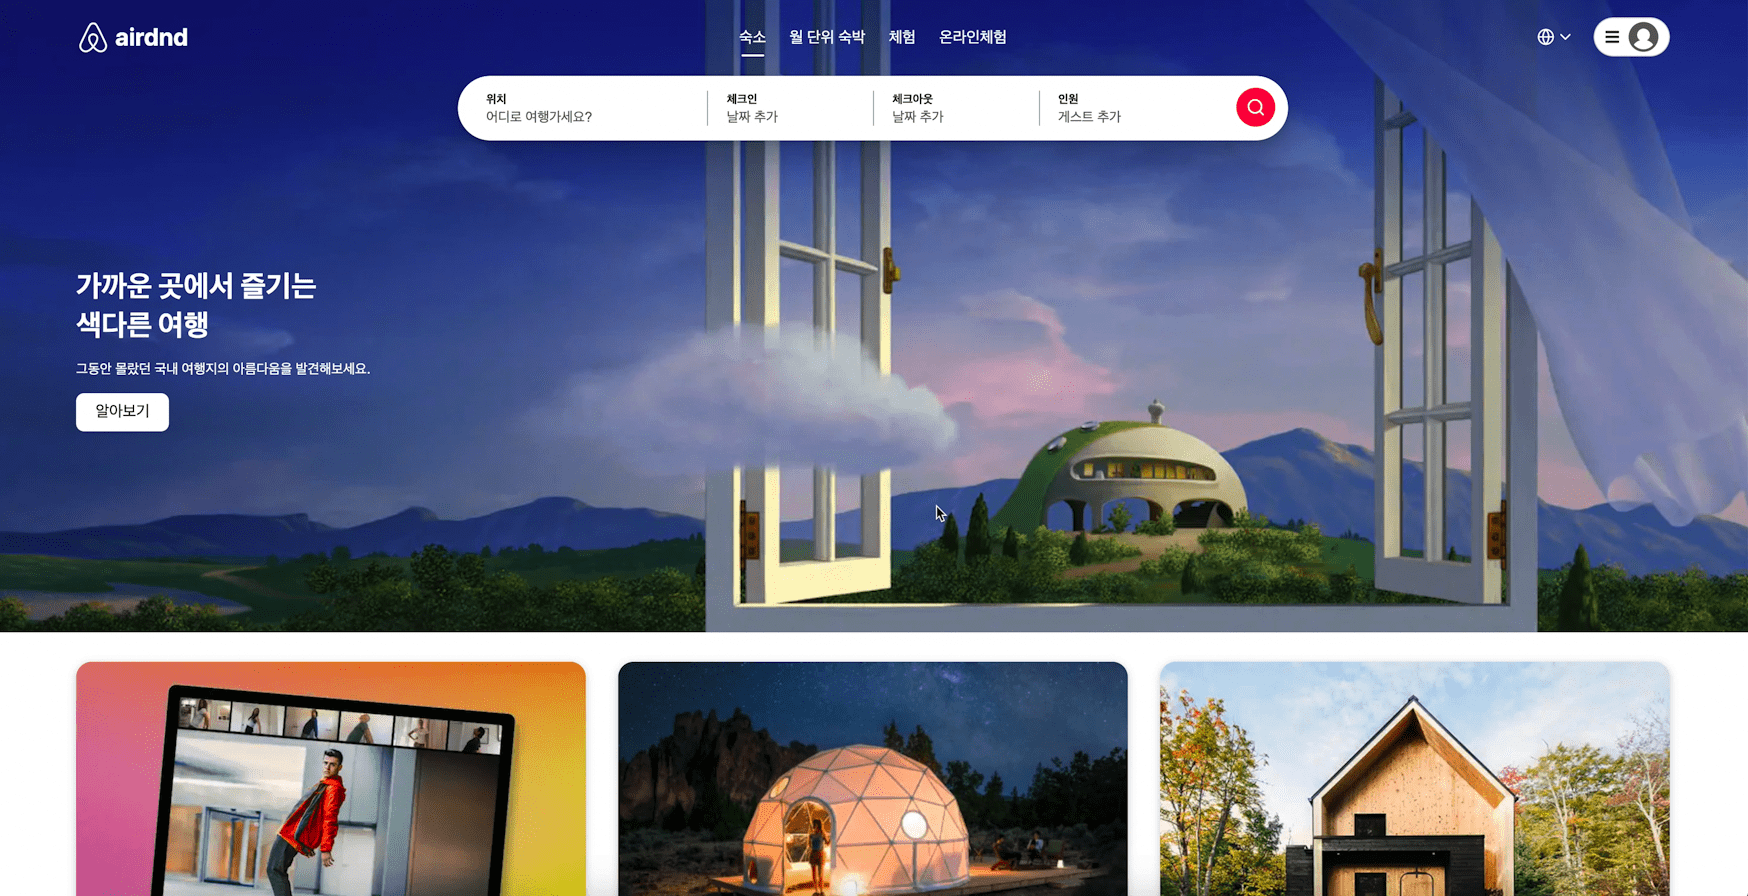 airdnd
숙소
월 단위 숙박
체험
온라인체험
위치
어디로 여행가세요?
체크인
날짜 추가
체크아웃
날짜 추가
인원
게스트 추가
가까운 곳에서 즐기는
색다른 여행
그동안 몰랐던 국내 여행지의 아름다움을 발견해보세요.
알아보기